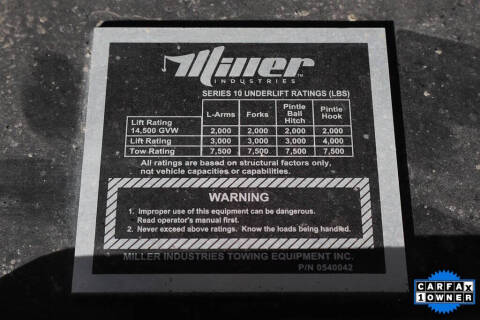 Miller™
INDUSTRIES
SERIES 10 UNDERLIFT RATINGS (LBS)
L-Arms Forks Pintle Ball Hitch Pintle Hook
Lift Rating 14,500 GVW 2,000 2,000 2,000 2,000
Lift Rating 3,000 3,000 3,000 4,000
Tow Rating 7,500 7,500 7,500 7,500
All ratings are based on structural factors only,
not vehicle capacities or capabilities.
WARNING
1. Improper use of this equipment can be dangerous.
Read operator's manual first.
2. Never exceed above ratings. Know the loads being handled.
MILLER INDUSTRIES TOWING EQUIPMENT INC.
P/N 0540042
CARFAX
1 OWNER